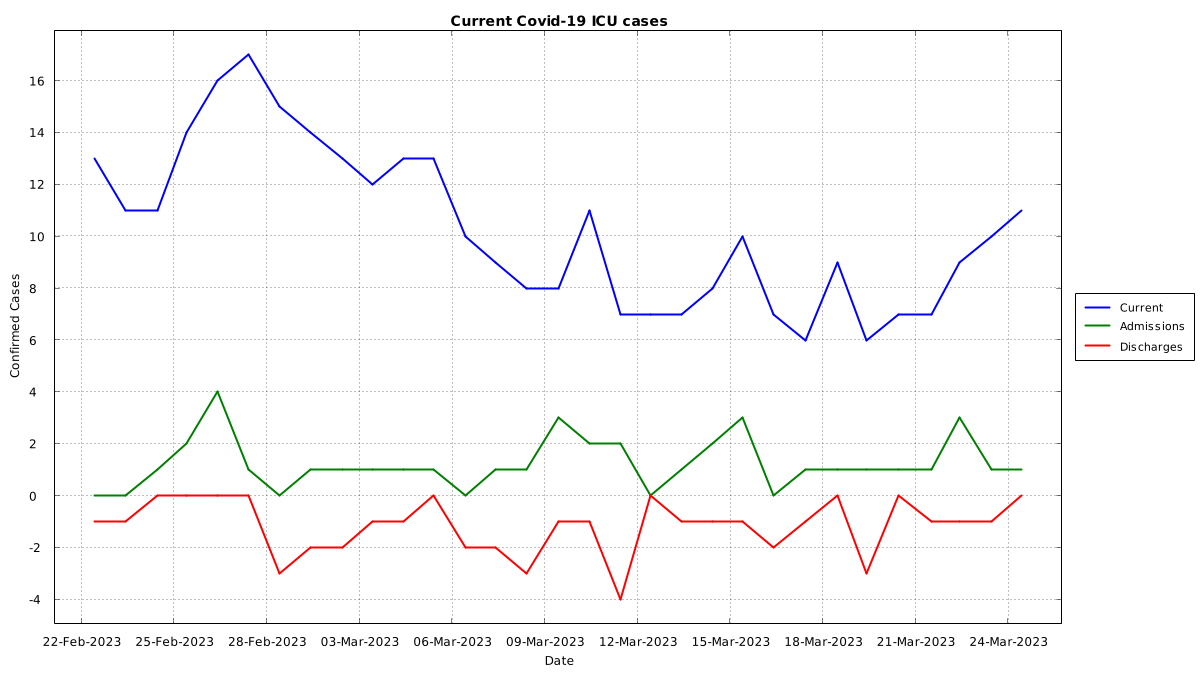 Current Covid-19 ICU cases
16
14
12
10
8
6
4
2
0
-2
-4
Confirmed Cases
22-Feb-2023 25-Feb-2023 28-Feb-2023 03-Mar-2023 06-Mar-2023 09-Mar-2023 12-Mar-2023 15-Mar-2023 18-Mar-2023 21-Mar-2023 24-Mar-2023
Date
Current
Admissions
Discharges